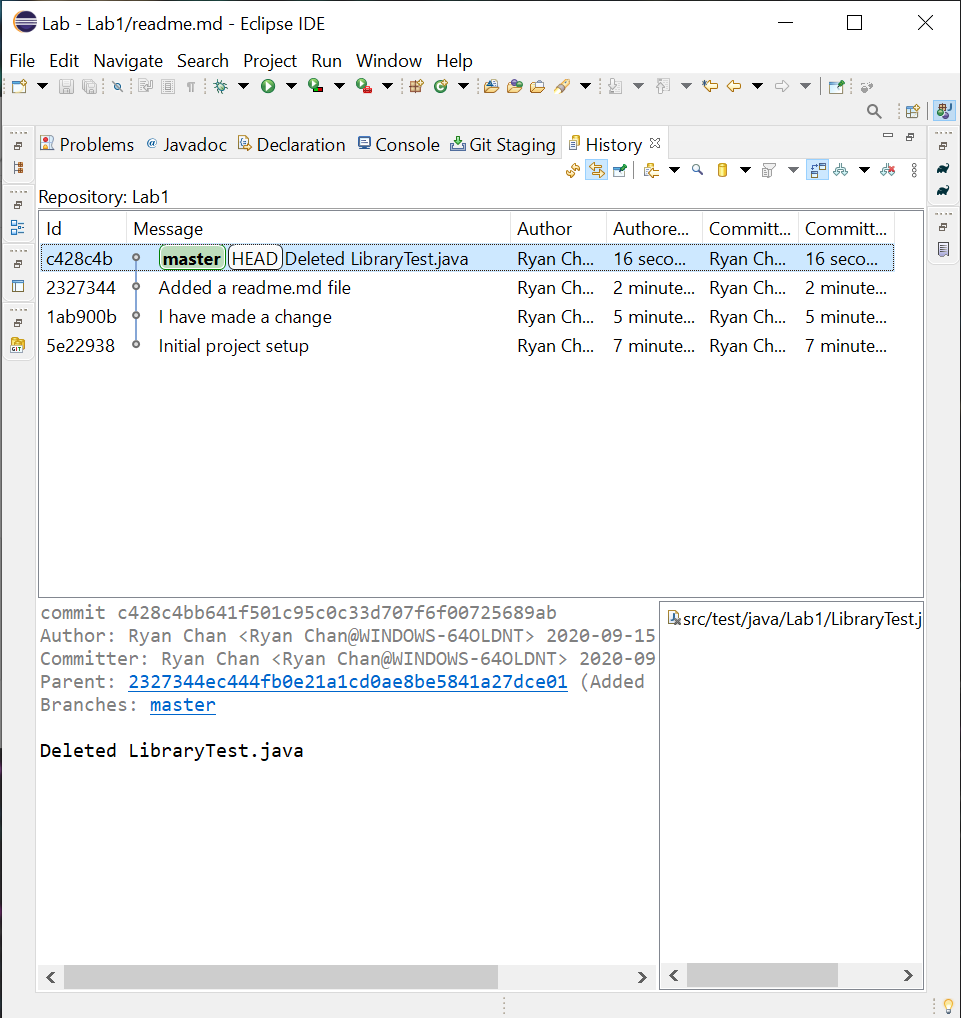 Lab - Lab1/readme.md - Eclipse IDE
File Edit Navigate Search Project Run Window Help
Problems @ Javadoc Declaration Console Git Staging History
Repository: Lab1
Id Message Author Authore... Committ... Committ...
c428c4b master HEAD Deleted LibraryTest.java Ryan Ch... 16 seco... Ryan Ch... 16 seco...
2327344 Added a readme.md file Ryan Ch... 2 minute... Ryan Ch... 2 minute...
1ab900b I have made a change Ryan Ch... 5 minute... Ryan Ch... 5 minute...
5e22938 Initial project setup Ryan Ch... 7 minute... Ryan Ch... 7 minute...
commit c428c4bb641f501c95c0c33d707f6f00725689ab
Author: Ryan Chan <Ryan Chan@WINDOWS-64OLDNT> 2020-09-15
Committer: Ryan Chan <Ryan Chan@WINDOWS-64OLDNT> 2020-09
Parent: 2327344ec444fb0e21a1cd0ae8be5841a27dce01 (Added
Branches: master
Deleted LibraryTest.java
src/test/java/Lab1/LibraryTest.j